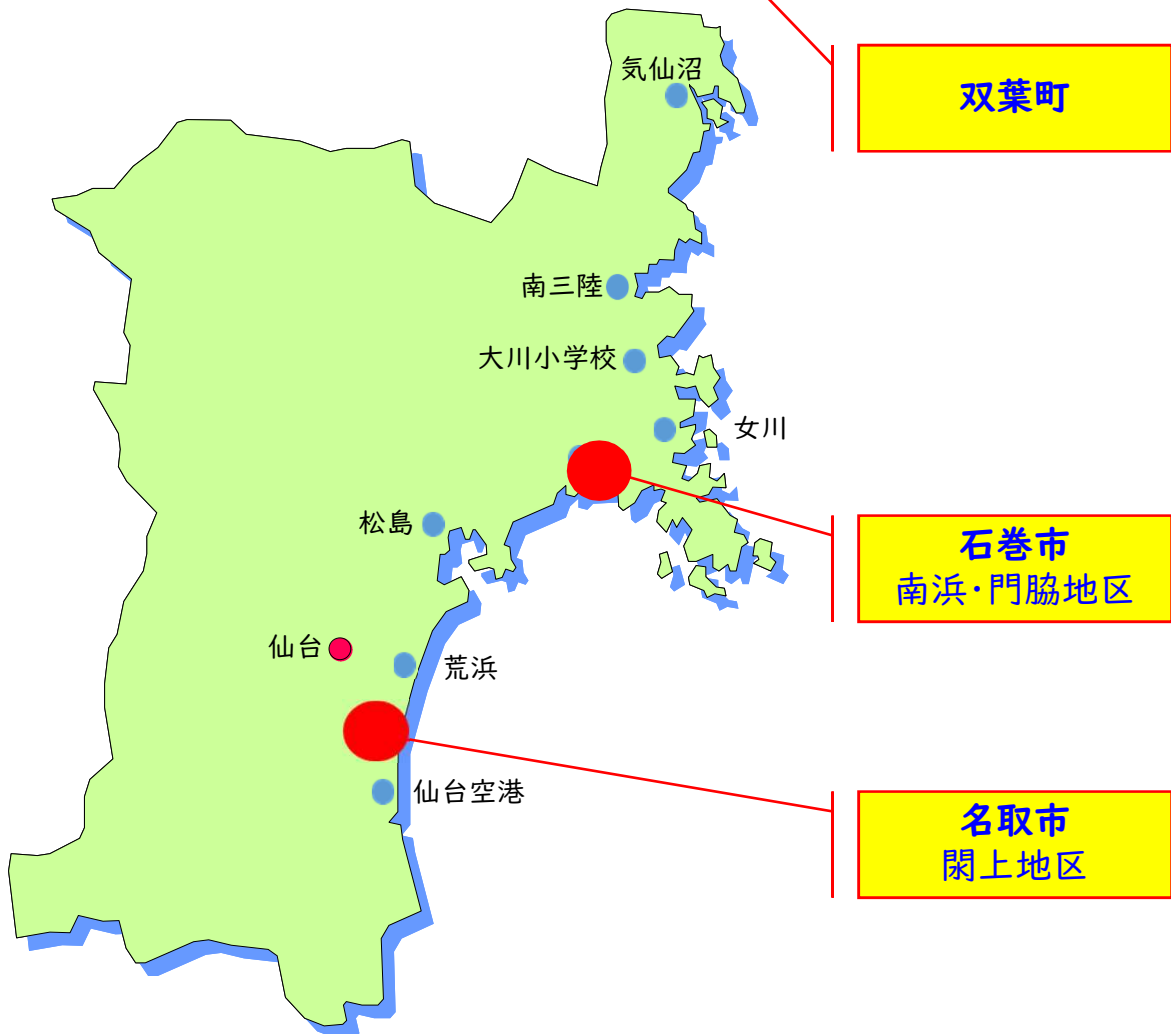 気仙沼
双葉町
南三陸
大川小学校
女川
松島
石巻市
南浜・門脇地区
仙台
荒浜
仙台空港
名取市
閖上地区